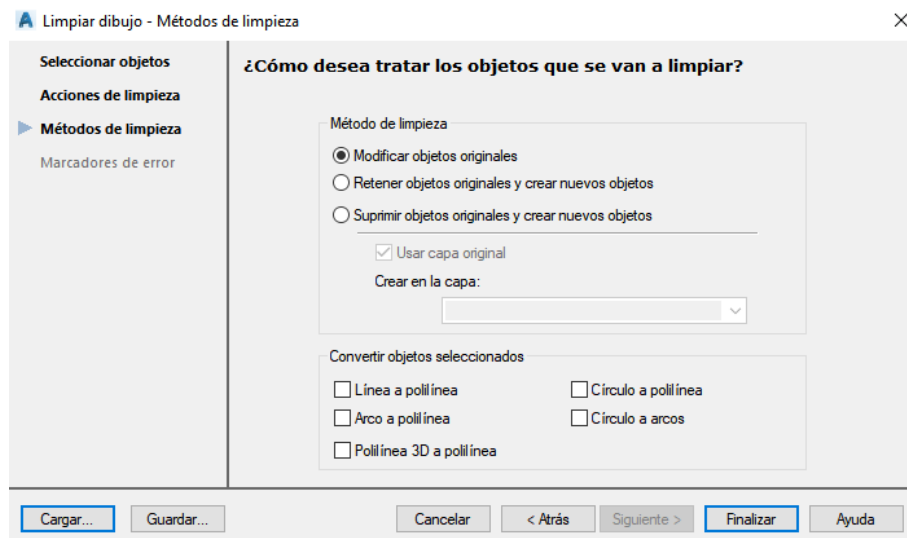 Limpiar dibujo - Métodos de limpieza
Seleccionar objetos
Acciones de limpieza
Métodos de limpieza
Marcadores de error
¿Cómo desea tratar los objetos que se van a limpiar?
Método de limpieza
Modificar objetos originales
Retener objetos originales y crear nuevos objetos
Suprimir objetos originales y crear nuevos objetos
Usar capa original
Crear en la capa:
Convertir objetos seleccionados
Línea a polilínea
Círculo a polilínea
Arco a polilínea
Círculo a arcos
Polilínea 3D a polilínea
Cargar... Guardar... Cancelar < Atrás Siguiente > Finalizar Ayuda